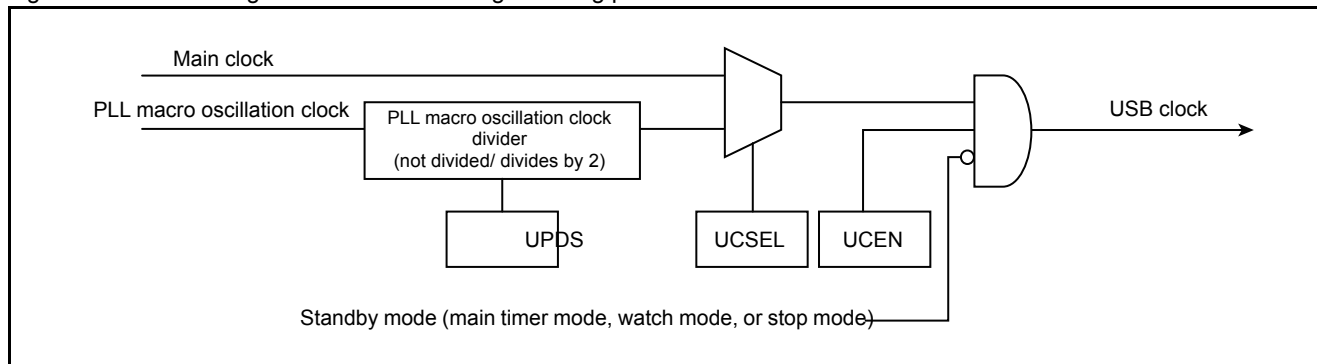 Main clock
PLL macro oscillation clock
PLL macro oscillation clock
divider
(not divided/ divides by 2)
USB clock
UPDS
UCSEL
UCEN
Standby mode (main timer mode, watch mode, or stop mode)